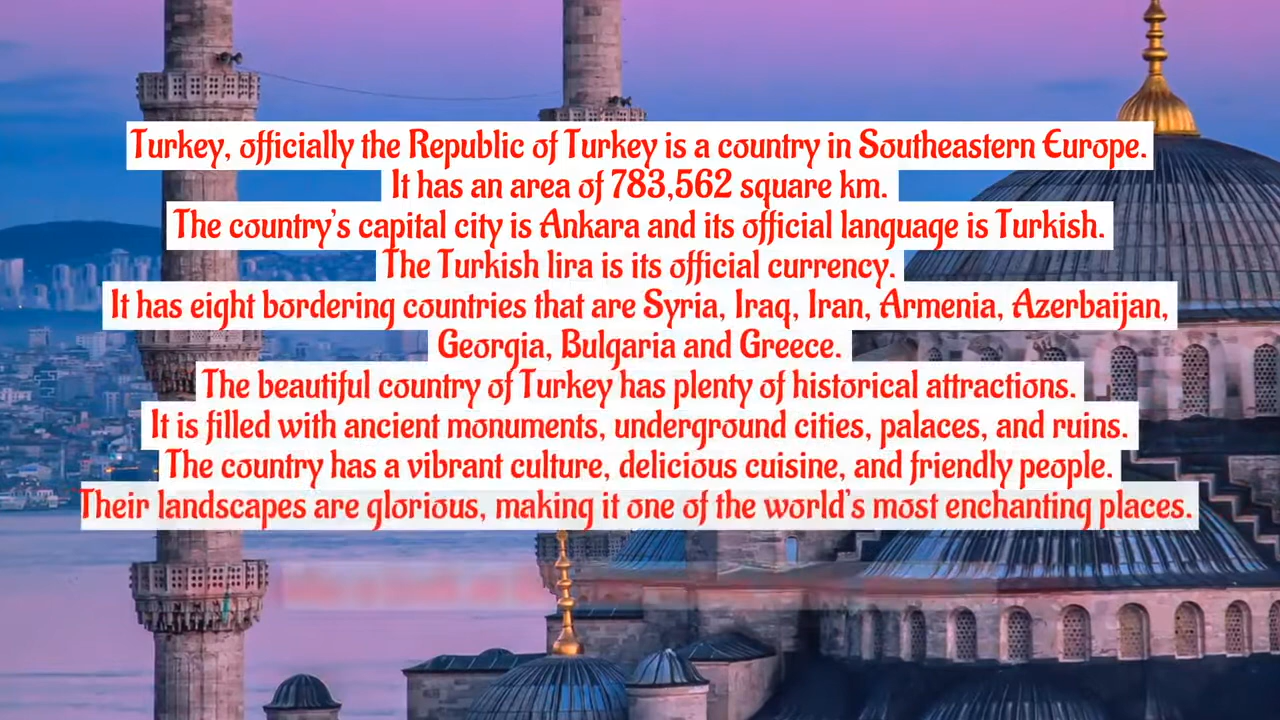 Turkey, officially the Republic of Turkey is a country in Southeastern Europe.
It has an area of 783,562 square km.
The country's capital city is Ankara and its official language is Turkish.
The Turkish lira is its official currency.
It has eight bordering countries that are Syria, Iraq, Iran, Armenia, Azerbaijan,
Georgia, Bulgaria and Greece.
The beautiful country of Turkey has plenty of historical attractions.
It is filled with ancient monuments, underground cities, palaces, and ruins.
The country has a vibrant culture, delicious cuisine, and friendly people.
Their landscapes are glorious, making it one of the world's most enchanting places.